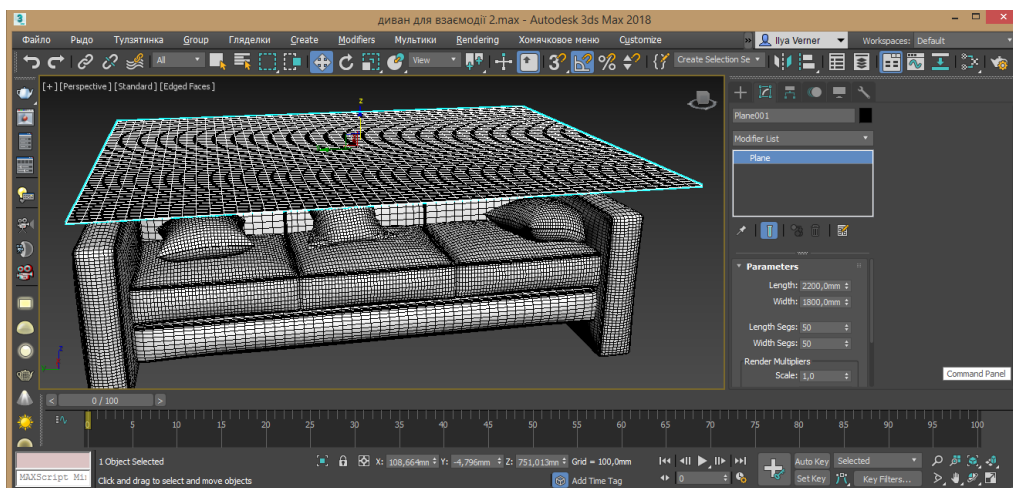 3
диван для взаємодії 2.max - Autodesk 3ds Max 2018
Файло Рыдо Тулязтинка Group Гляделки Create Modifiers Мультики Rendering Хомячковое меню Customize » Ilya Verner Workspaces: Default
All View Create Selection Se
[+] [Perspective] [Standard] [Edged Faces]
z
Plane001
Modifier List
Plane
Parameters
Length: 2200,0mm
Width: 1800,0mm
Length Segs: 50
Width Segs: 50
Render Multipliers
Scale: 1,0
z
Command Panel
< 0 / 100 >
0 5 10 15 20 25 30 35 40 45 50 55 60 65 70 75 80 85 90 95 100
1 Object Selected X: 108,664mm Y: -4,796mm Z: 751,013mm Grid = 100,0mm Auto Key Selected
MAXScript Mi Click and drag to select and move objects Add Time Tag 0 Set Key Key Filters...